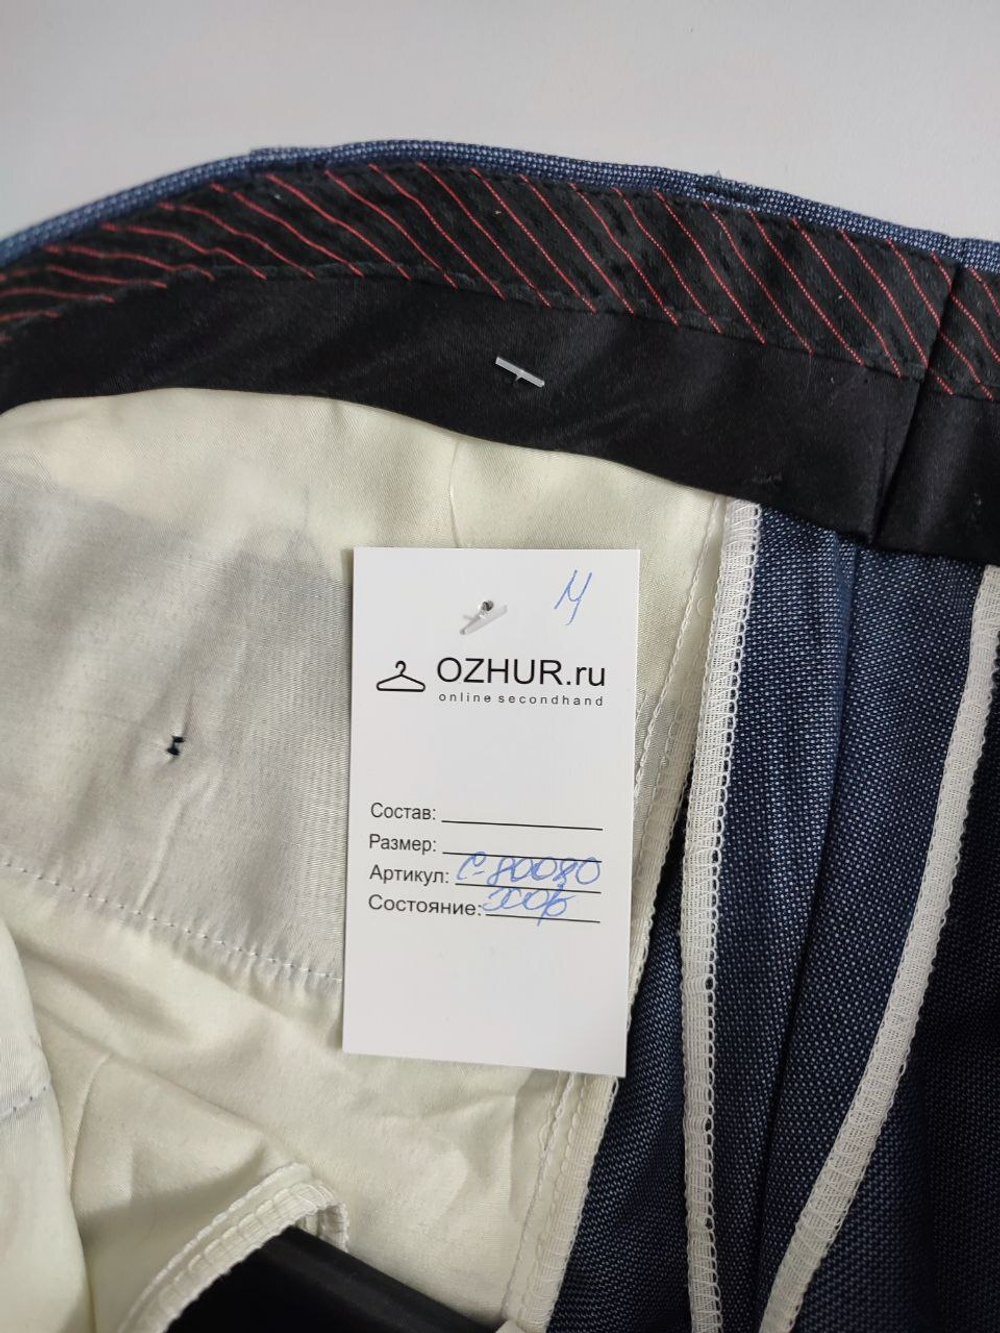 М
OZHUR.ru
online secondhand
Состав:
Размер:
Артикул: С-80080
Состояние: хор